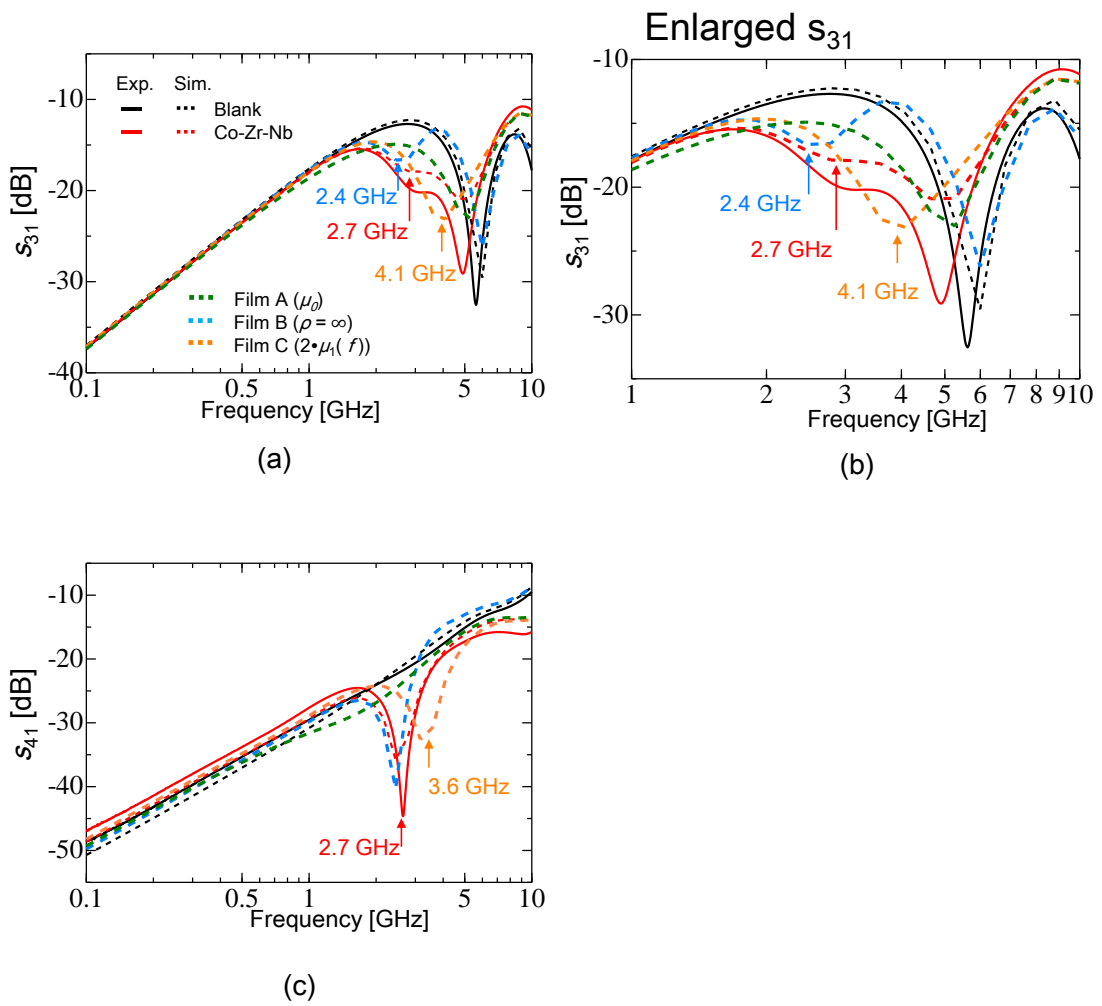 Enlarged s31
-10
-20
-30
-40
s31 [dB]
Exp. Sim.
Blank
Co-Zr-Nb
2.4 GHz
2.7 GHz
4.1 GHz
Film A (μ0)
Film B (ρ = ∞)
Film C (2•μ1( f))
0.1 0.5 1 5 10
Frequency [GHz]
(a)
-10
-20
-30
s31 [dB]
2.4 GHz
2.7 GHz
4.1 GHz
1 2 3 4 5 6 7 8 9 10
Frequency [GHz]
(b)
-10
-20
-30
-40
-50
s41 [dB]
3.6 GHz
2.7 GHz
0.1 0.5 1 5 10
Frequency [GHz]
(c)